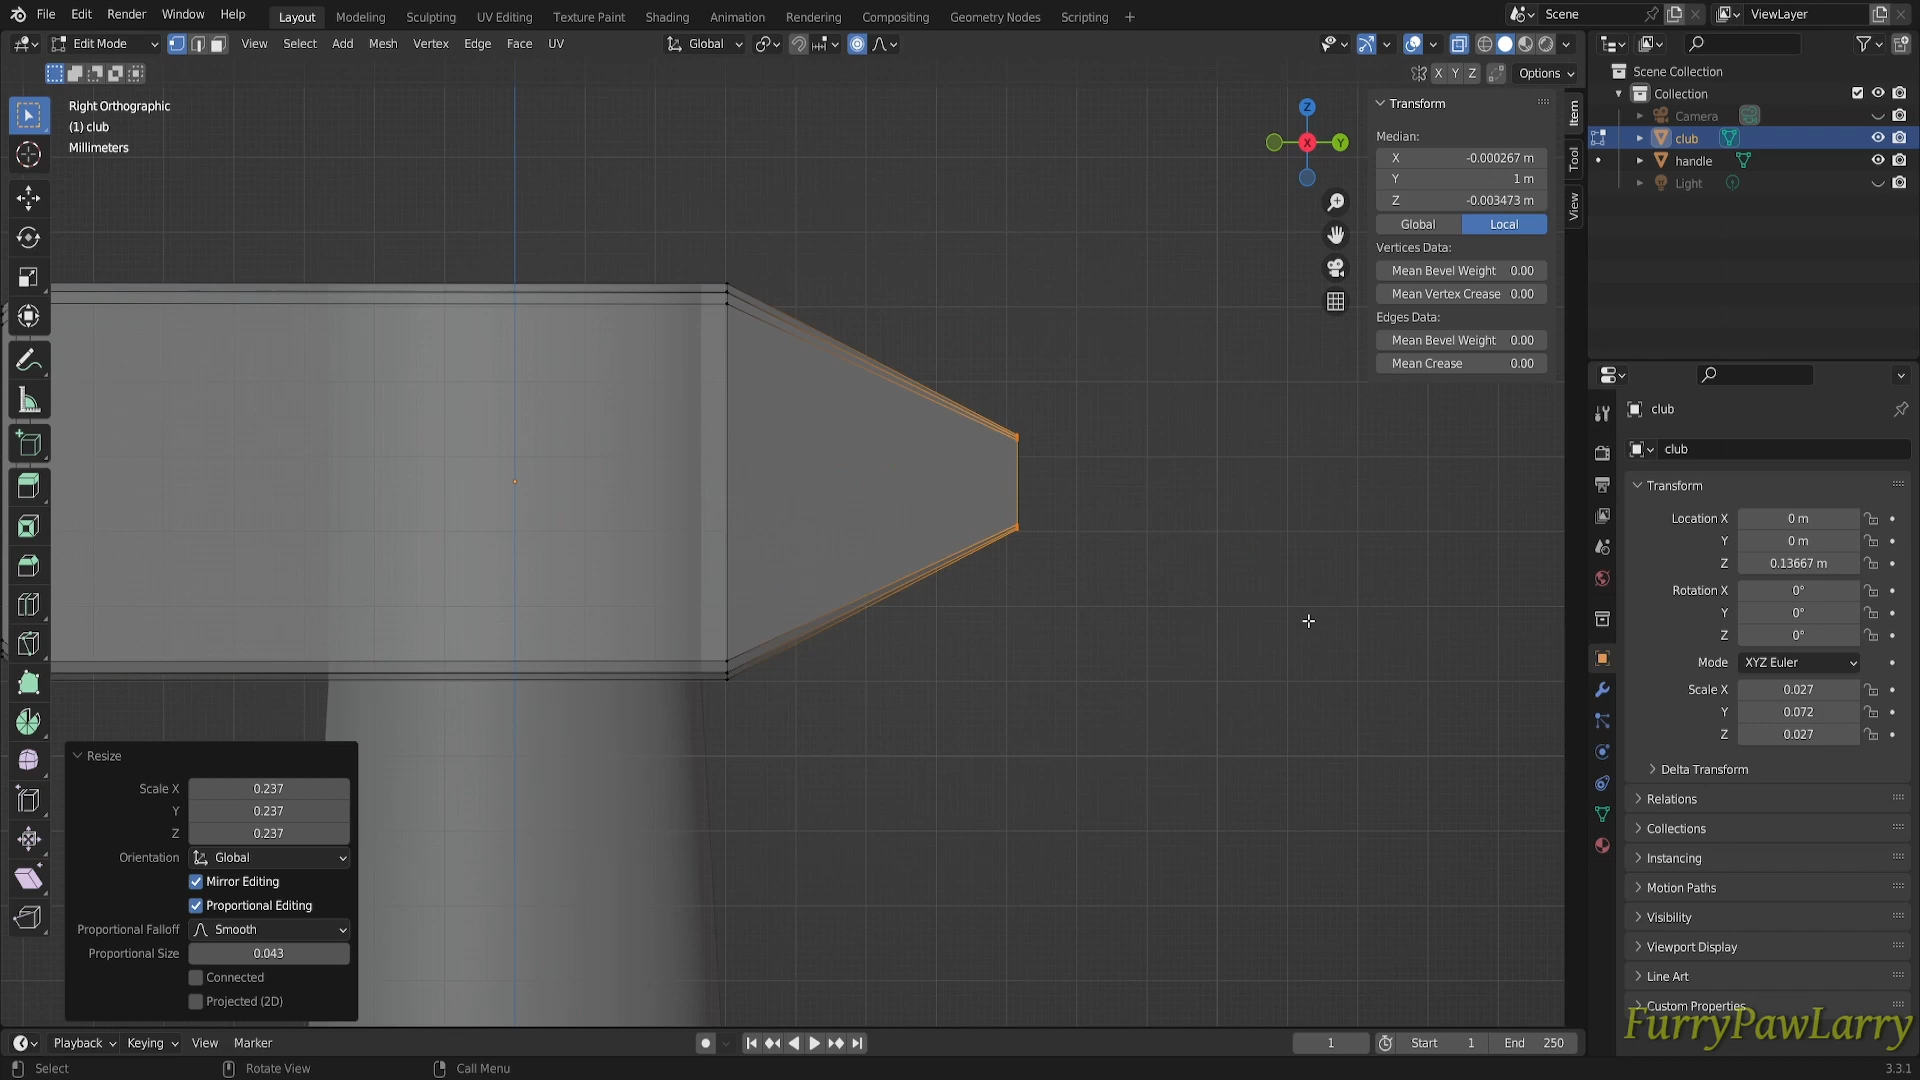 File Edit Render Window Help Layout Modeling Sculpting UV Editing Texture Paint Shading Animation Rendering Compositing Geometry Nodes Scripting + Scene ViewLayer
Edit Mode View Select Add Mesh Vertex Edge Face UV Global
X Y Z Options
Right Orthographic
(1) club
Millimeters
Z
X
Y
Transform
Median:
X -0.000267 m
Y 1 m
Z -0.003473 m
Global Local
Vertices Data:
Mean Bevel Weight 0.00
Mean Vertex Crease 0.00
Edges Data:
Mean Bevel Weight 0.00
Mean Crease 0.00
Item
Tool
View
Scene Collection
Collection
Camera
club
handle
Light
club
club
Transform
Location X 0 m
Y 0 m
Z 0.13667 m
Rotation X 0°
Y 0°
Z 0°
Mode XYZ Euler
Scale X 0.027
Y 0.072
Z 0.027
Delta Transform
Relations
Collections
Instancing
Motion Paths
Visibility
Viewport Display
Line Art
Custom Properties
FurryPawLarry
Resize
Scale X 0.237
Y 0.237
Z 0.237
Orientation Global
Mirror Editing
Proportional Editing
Proportional Falloff Smooth
Proportional Size 0.043
Connected
Projected (2D)
Playback Keying View Marker 1 Start 1 End 250
Select Rotate View Call Menu 3.3.1